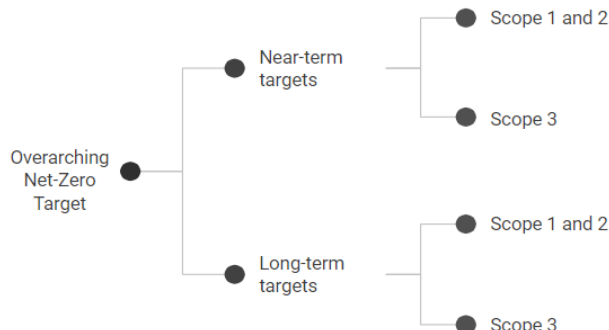 Overarching
Net-Zero
Target
Near-term
targets
Scope 1 and 2
Scope 3
Long-term
targets
Scope 1 and 2
Scope 3